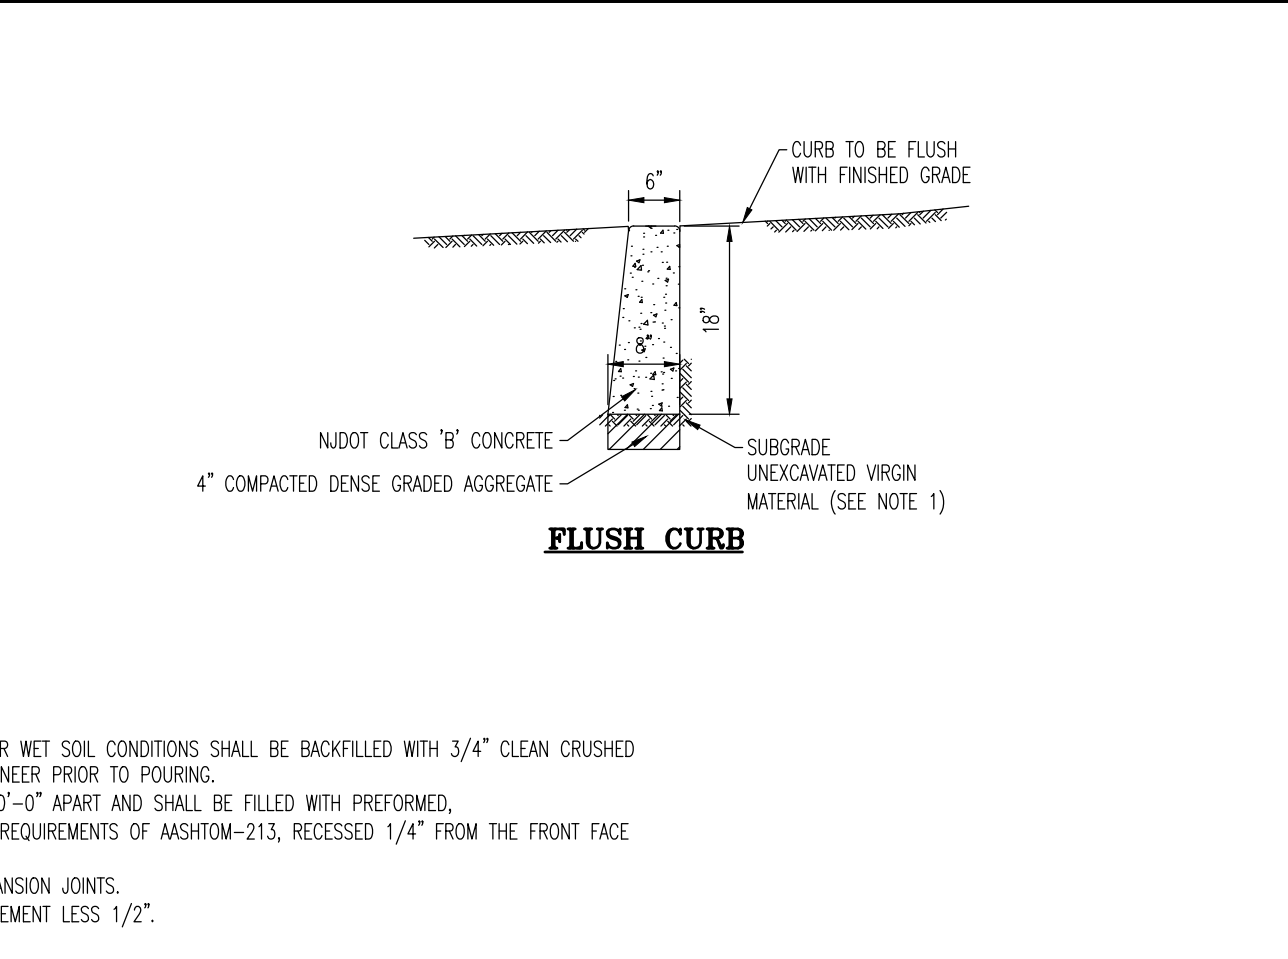 CURB TO BE FLUSH
WITH FINISHED GRADE
6"
18"
8"
NJDOT CLASS 'B' CONCRETE
4" COMPACTED DENSE GRADED AGGREGATE
SUBGRADE
UNEXCAVATED VIRGIN
MATERIAL (SEE NOTE 1)
FLUSH CURB
R WET SOIL CONDITIONS SHALL BE BACKFILLED WITH 3/4" CLEAN CRUSHED
NEER PRIOR TO POURING.
0'-0" APART AND SHALL BE FILLED WITH PREFORMED,
REQUIREMENTS OF AASHTOM-213, RECESSED 1/4" FROM THE FRONT FACE
ANSION JOINTS.
EMENT LESS 1/2".